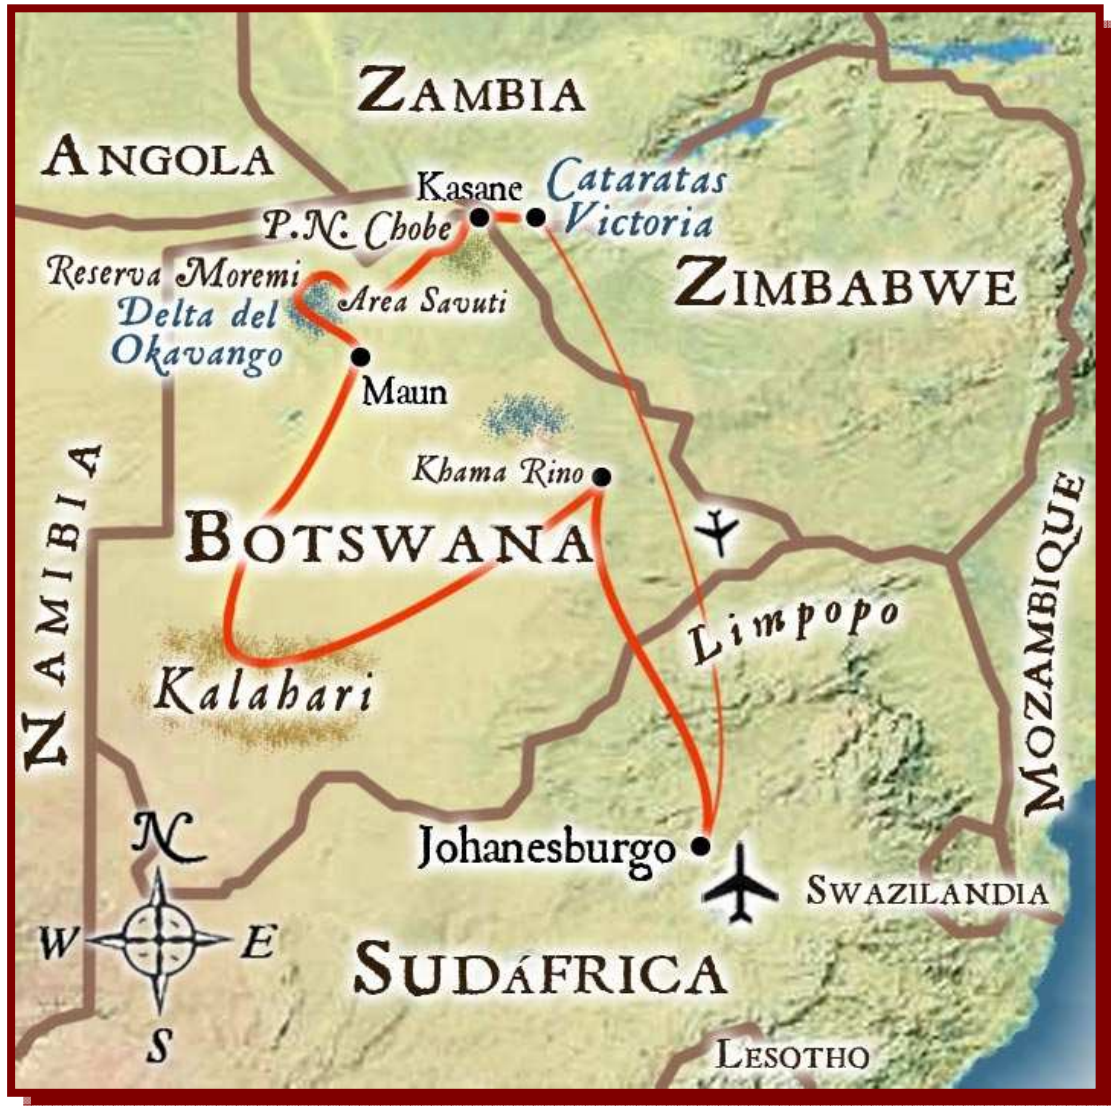 ZAMBIA
ANGOLA
Kasane
Cataratas
Victoria
P.N. Chobe
Reserva Moremi
Area Savuti
Delta del
Okavango
ZIMBABWE
Maun
Khama Rino
BOTSWANA
NAMIBIA
MOZAMBIQUE
Limpopo
Kalahari
N
W
E
S
Johanesburgo
SWAZILANDIA
SUDáFRICA
LESOTHO